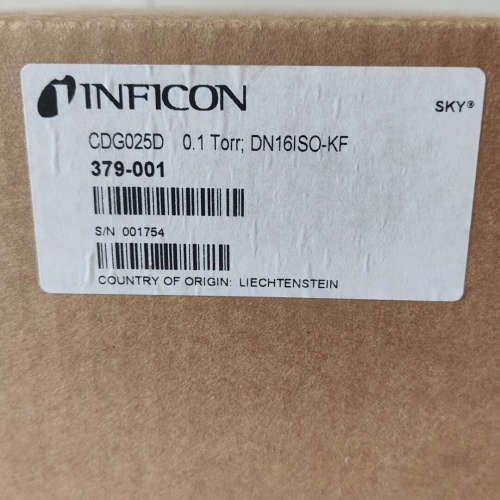 INFICON
SKY®
CDG025D 0.1 Torr; DN16ISO-KF
379-001
S/N 001754
COUNTRY OF ORIGIN: LIECHTENSTEIN